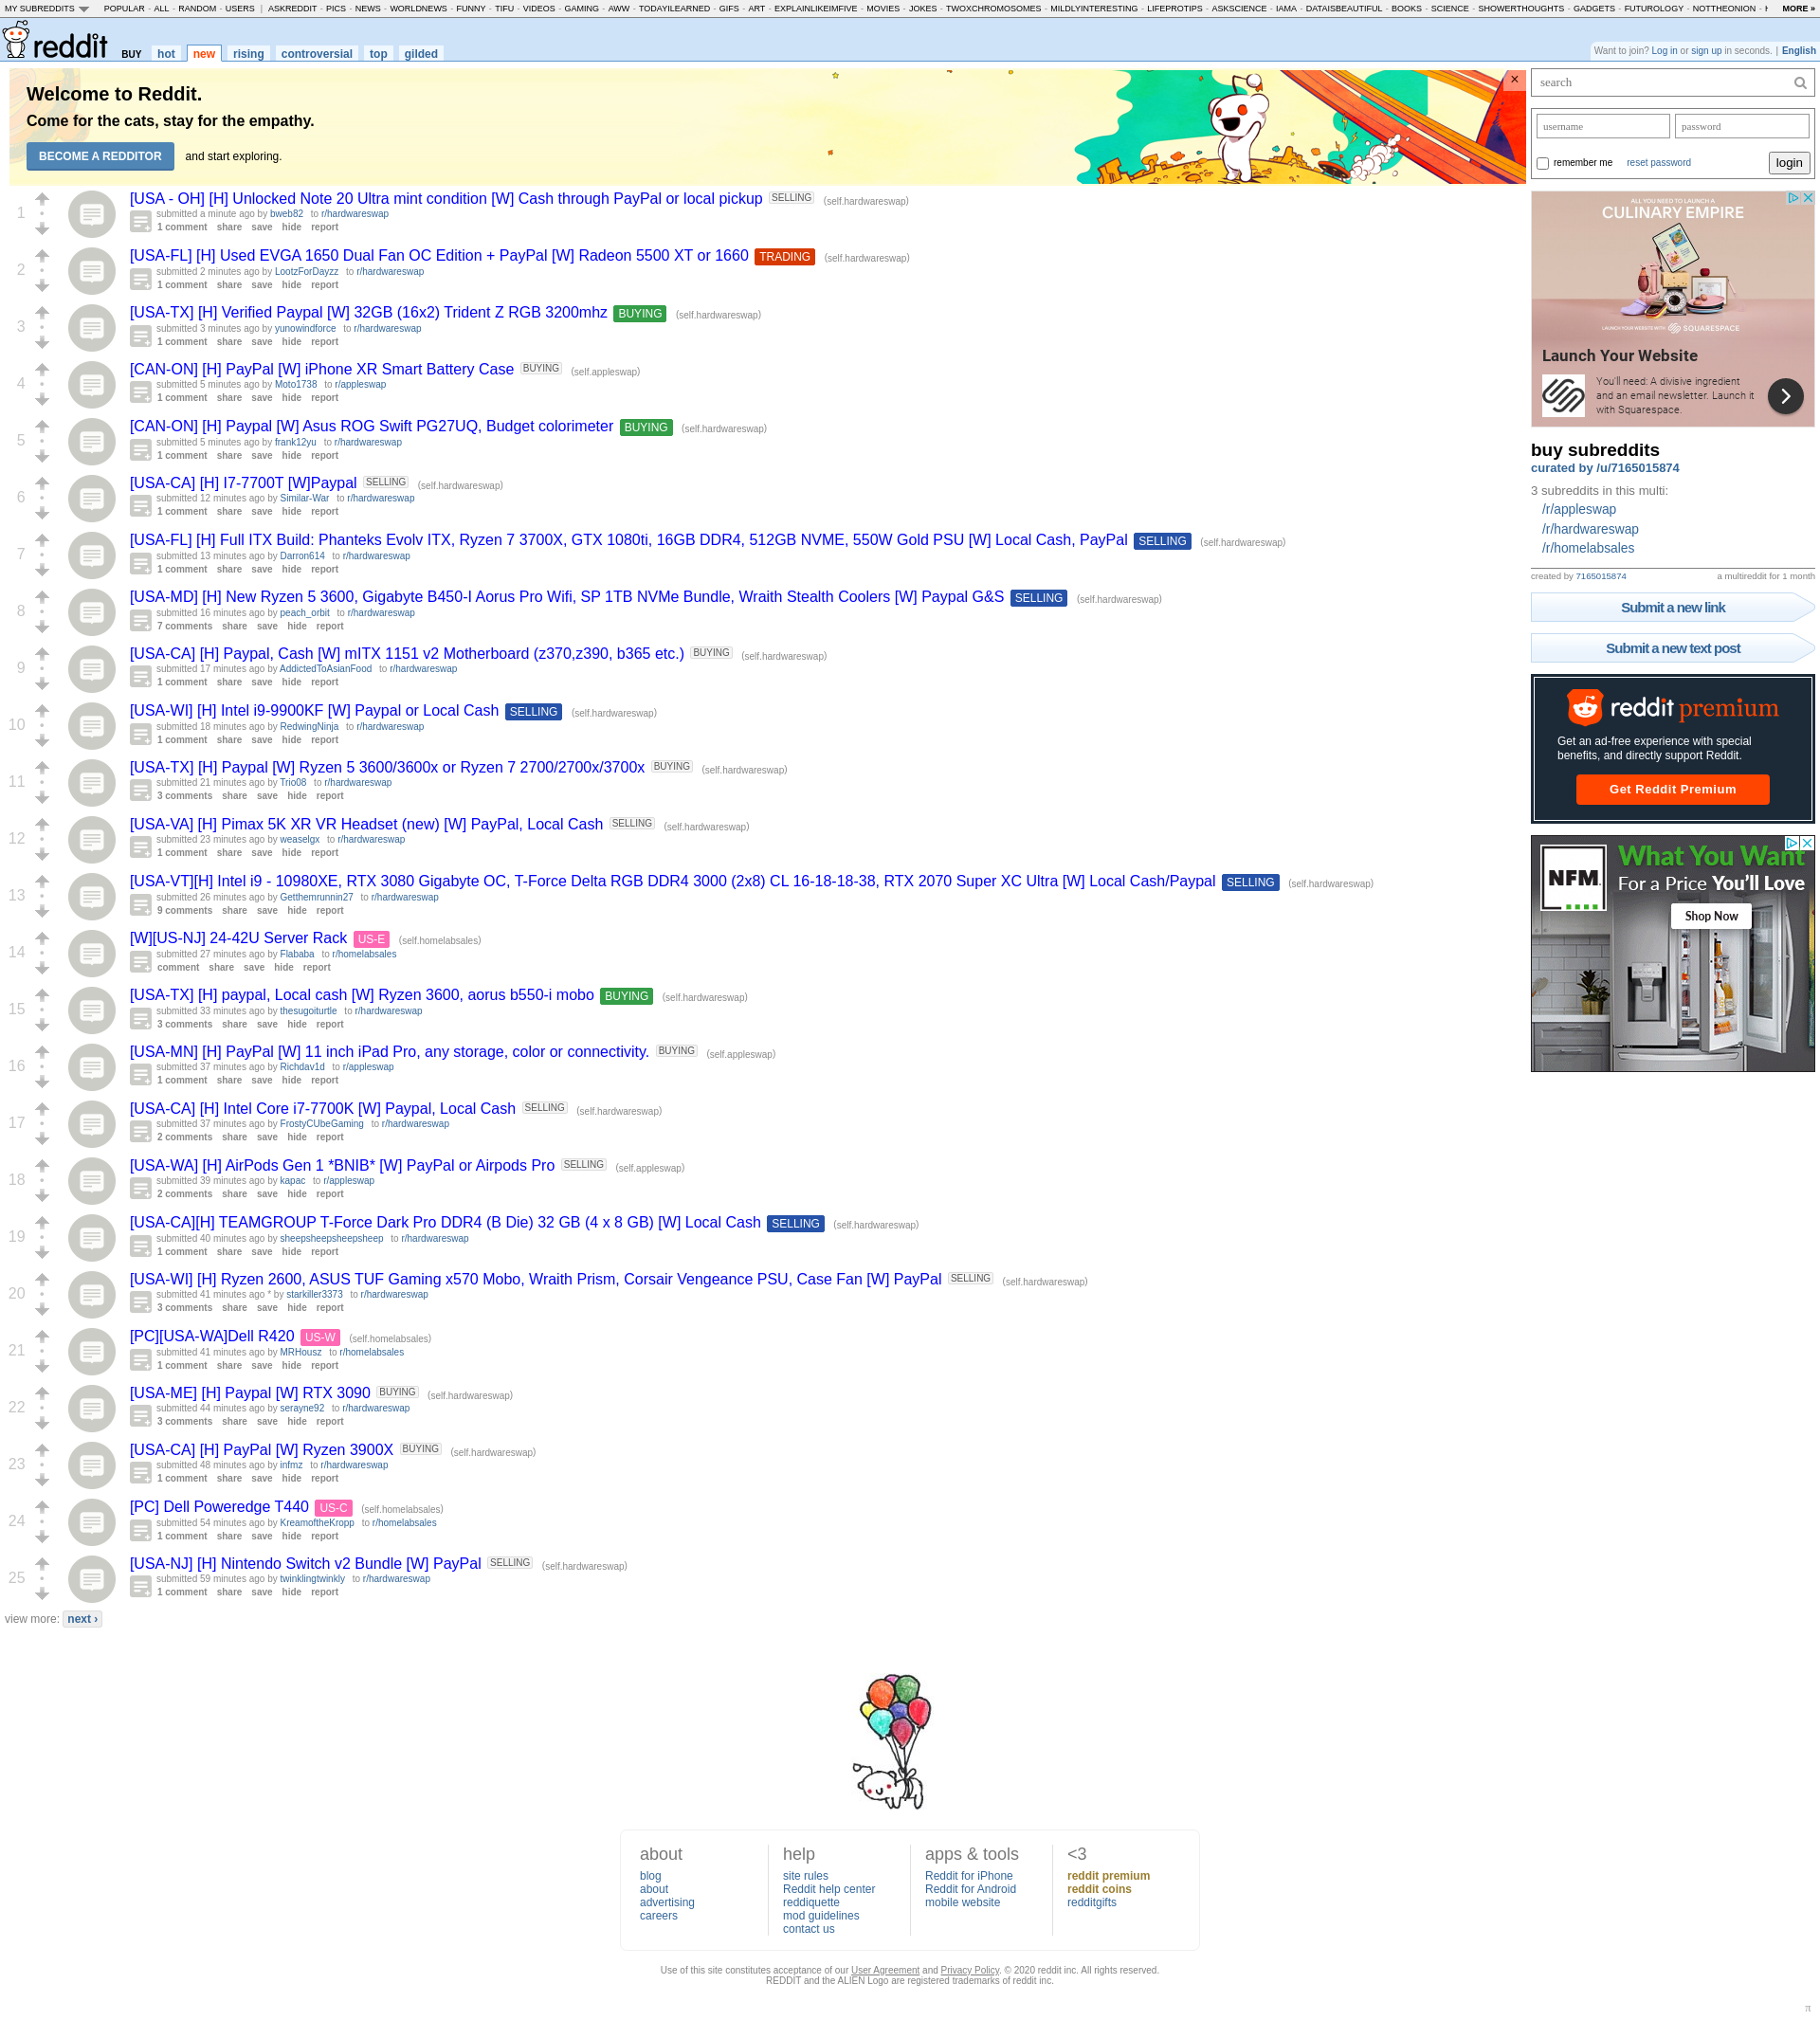 MY SUBREDDITS POPULAR - ALL - RANDOM - USERS | ASKREDDIT - PICS - NEWS - WORLDNEWS - FUNNY - TIFU - VIDEOS - GAMING - AWW - TODAYILEARNED - GIFS - ART - EXPLAINLIKEIMFIVE - MOVIES - JOKES - TWOXCHROMOSOMES - MILDLYINTERESTING - LIFEPROTIPS - ASKSCIENCE - IAMA - DATAISBEAUTIFUL - BOOKS - SCIENCE - SHOWERTHOUGHTS - GADGETS - FUTUROLOGY - NOTTHEONION - MORE »
reddit BUY hot new rising controversial top gilded
Want to join? Log in or sign up in seconds. | English
Welcome to Reddit.
Come for the cats, stay for the empathy.
BECOME A REDDITOR and start exploring.
×
1
[USA - OH] [H] Unlocked Note 20 Ultra mint condition [W] Cash through PayPal or local pickup SELLING (self.hardwareswap)
submitted a minute ago by bweb82 to r/hardwareswap
1 comment share save hide report
2
[USA-FL] [H] Used EVGA 1650 Dual Fan OC Edition + PayPal [W] Radeon 5500 XT or 1660 TRADING (self.hardwareswap)
submitted 2 minutes ago by LootzForDayzz to r/hardwareswap
1 comment share save hide report
3
[USA-TX] [H] Verified Paypal [W] 32GB (16x2) Trident Z RGB 3200mhz BUYING (self.hardwareswap)
submitted 3 minutes ago by yunowindforce to r/hardwareswap
1 comment share save hide report
4
[CAN-ON] [H] PayPal [W] iPhone XR Smart Battery Case BUYING (self.appleswap)
submitted 5 minutes ago by Moto1738 to r/appleswap
1 comment share save hide report
5
[CAN-ON] [H] Paypal [W] Asus ROG Swift PG27UQ, Budget colorimeter BUYING (self.hardwareswap)
submitted 5 minutes ago by frank12yu to r/hardwareswap
1 comment share save hide report
6
[USA-CA] [H] I7-7700T [W]Paypal SELLING (self.hardwareswap)
submitted 12 minutes ago by Similar-War to r/hardwareswap
1 comment share save hide report
7
[USA-FL] [H] Full ITX Build: Phanteks Evolv ITX, Ryzen 7 3700X, GTX 1080ti, 16GB DDR4, 512GB NVME, 550W Gold PSU [W] Local Cash, PayPal SELLING (self.hardwareswap)
submitted 13 minutes ago by Darron614 to r/hardwareswap
1 comment share save hide report
8
[USA-MD] [H] New Ryzen 5 3600, Gigabyte B450-I Aorus Pro Wifi, SP 1TB NVMe Bundle, Wraith Stealth Coolers [W] Paypal G&S SELLING (self.hardwareswap)
submitted 16 minutes ago by peach_orbit to r/hardwareswap
7 comments share save hide report
9
[USA-CA] [H] Paypal, Cash [W] mITX 1151 v2 Motherboard (z370,z390, b365 etc.) BUYING (self.hardwareswap)
submitted 17 minutes ago by AddictedToAsianFood to r/hardwareswap
1 comment share save hide report
10
[USA-WI] [H] Intel i9-9900KF [W] Paypal or Local Cash SELLING (self.hardwareswap)
submitted 18 minutes ago by RedwingNinja to r/hardwareswap
1 comment share save hide report
11
[USA-TX] [H] Paypal [W] Ryzen 5 3600/3600x or Ryzen 7 2700/2700x/3700x BUYING (self.hardwareswap)
submitted 21 minutes ago by Trio08 to r/hardwareswap
3 comments share save hide report
12
[USA-VA] [H] Pimax 5K XR VR Headset (new) [W] PayPal, Local Cash SELLING (self.hardwareswap)
submitted 23 minutes ago by weaselgx to r/hardwareswap
1 comment share save hide report
13
[USA-VT][H] Intel i9 - 10980XE, RTX 3080 Gigabyte OC, T-Force Delta RGB DDR4 3000 (2x8) CL 16-18-18-38, RTX 2070 Super XC Ultra [W] Local Cash/Paypal SELLING (self.hardwareswap)
submitted 26 minutes ago by Getthemrunnin27 to r/hardwareswap
9 comments share save hide report
14
[W][US-NJ] 24-42U Server Rack US-E (self.homelabsales)
submitted 27 minutes ago by Flababa to r/homelabsales
comment share save hide report
15
[USA-TX] [H] paypal, Local cash [W] Ryzen 3600, aorus b550-i mobo BUYING (self.hardwareswap)
submitted 33 minutes ago by thesugoiturtle to r/hardwareswap
3 comments share save hide report
16
[USA-MN] [H] PayPal [W] 11 inch iPad Pro, any storage, color or connectivity. BUYING (self.appleswap)
submitted 37 minutes ago by Richdav1d to r/appleswap
1 comment share save hide report
17
[USA-CA] [H] Intel Core i7-7700K [W] Paypal, Local Cash SELLING (self.hardwareswap)
submitted 37 minutes ago by FrostyCUbeGaming to r/hardwareswap
2 comments share save hide report
18
[USA-WA] [H] AirPods Gen 1 *BNIB* [W] PayPal or Airpods Pro SELLING (self.appleswap)
submitted 39 minutes ago by kapac to r/appleswap
2 comments share save hide report
19
[USA-CA][H] TEAMGROUP T-Force Dark Pro DDR4 (B Die) 32 GB (4 x 8 GB) [W] Local Cash SELLING (self.hardwareswap)
submitted 40 minutes ago by sheepsheepsheepsheep to r/hardwareswap
1 comment share save hide report
20
[USA-WI] [H] Ryzen 2600, ASUS TUF Gaming x570 Mobo, Wraith Prism, Corsair Vengeance PSU, Case Fan [W] PayPal SELLING (self.hardwareswap)
submitted 41 minutes ago * by starkiller3373 to r/hardwareswap
3 comments share save hide report
21
[PC][USA-WA]Dell R420 US-W (self.homelabsales)
submitted 41 minutes ago by MRHousz to r/homelabsales
1 comment share save hide report
22
[USA-ME] [H] Paypal [W] RTX 3090 BUYING (self.hardwareswap)
submitted 44 minutes ago by serayne92 to r/hardwareswap
3 comments share save hide report
23
[USA-CA] [H] PayPal [W] Ryzen 3900X BUYING (self.hardwareswap)
submitted 48 minutes ago by infmz to r/hardwareswap
1 comment share save hide report
24
[PC] Dell Poweredge T440 US-C (self.homelabsales)
submitted 54 minutes ago by KreamoftheKropp to r/homelabsales
1 comment share save hide report
25
[USA-NJ] [H] Nintendo Switch v2 Bundle [W] PayPal SELLING (self.hardwareswap)
submitted 59 minutes ago by twinklingtwinkly to r/hardwareswap
1 comment share save hide report
view more: next ›
search
username password
remember me reset password login
ALL YOU NEED TO LAUNCH A
CULINARY EMPIRE
LAUNCH YOUR WEBSITE WITH SQUARESPACE
Launch Your Website
You'll need: A divisive ingredient
and an email newsletter. Launch it
with Squarespace.
buy subreddits
curated by /u/7165015874
3 subreddits in this multi:
/r/appleswap
/r/hardwareswap
/r/homelabsales
created by 7165015874 a multireddit for 1 month
Submit a new link
Submit a new text post
reddit premium
Get an ad-free experience with special
benefits, and directly support Reddit.
Get Reddit Premium
NFM
What You Want
For a Price You'll Love
Shop Now
about
blog
about
advertising
careers
help
site rules
Reddit help center
reddiquette
mod guidelines
contact us
apps & tools
Reddit for iPhone
Reddit for Android
mobile website
<3
reddit premium
reddit coins
redditgifts
Use of this site constitutes acceptance of our User Agreement and Privacy Policy. © 2020 reddit inc. All rights reserved.
REDDIT and the ALIEN Logo are registered trademarks of reddit inc.
π